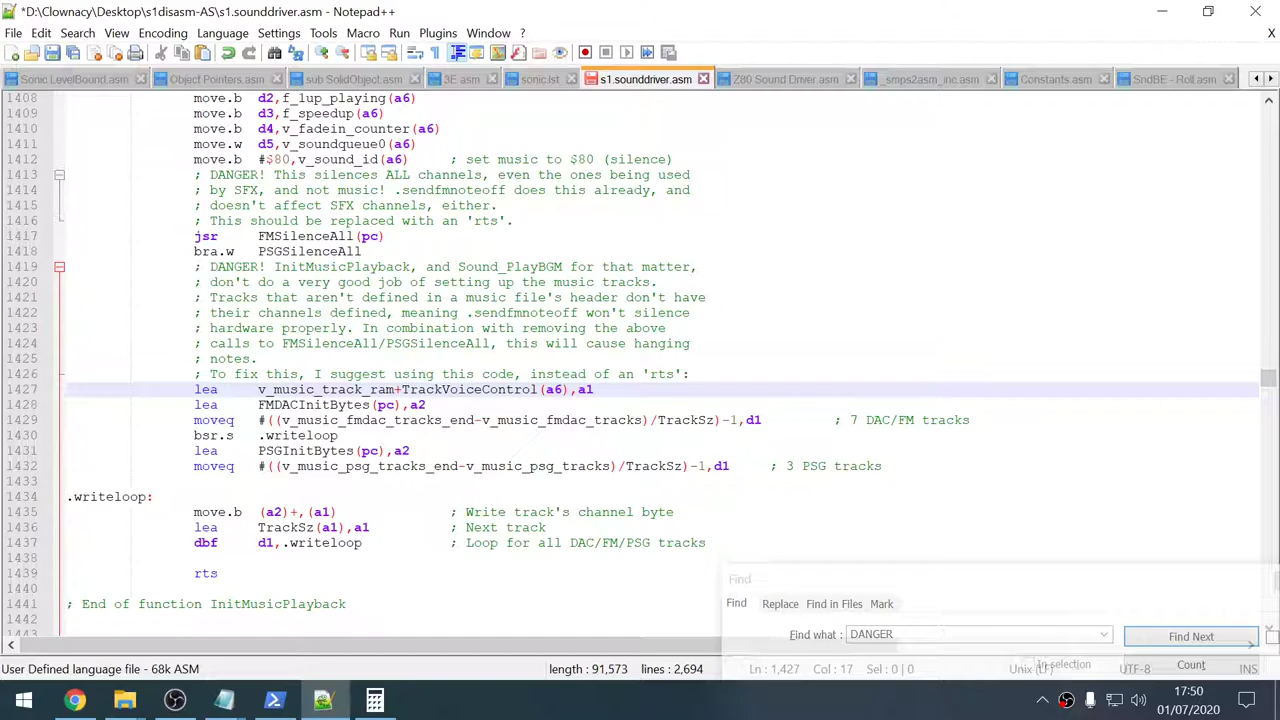 *D:\Clownacy\Desktop\s1disasm-AS\s1.sounddriver.asm - Notepad++
File Edit Search View Encoding Language Settings Tools Macro Run Plugins Window ? X
Sonic LevelBound.asm Object Pointers.asm sub SolidObject.asm 3E.asm sonic.lst s1.sounddriver.asm Z80 Sound Driver.asm _smps2asm_inc.asm Constants.asm SndBE - Roll.asm
1408 move.b d2,f_1up_playing(a6)
1409 move.b d3,f_speedup(a6)
1410 move.b d4,v_fadein_counter(a6)
1411 move.w d5,v_soundqueue0(a6)
1412 move.b #$80,v_sound_id(a6) ; set music to $80 (silence)
1413 ; DANGER! This silences ALL channels, even the ones being used
1414 ; by SFX, and not music! .sendfmnoteoff does this already, and
1415 ; doesn't affect SFX channels, either.
1416 ; This should be replaced with an 'rts'.
1417 jsr FMSilenceAll(pc)
1418 bra.w PSGSilenceAll
1419 ; DANGER! InitMusicPlayback, and Sound_PlayBGM for that matter,
1420 ; don't do a very good job of setting up the music tracks.
1421 ; Tracks that aren't defined in a music file's header don't have
1422 ; their channels defined, meaning .sendfmnoteoff won't silence
1423 ; hardware properly. In combination with removing the above
1424 ; calls to FMSilenceAll/PSGSilenceAll, this will cause hanging
1425 ; notes.
1426 ; To fix this, I suggest using this code, instead of an 'rts':
1427 lea v_music_track_ram+TrackVoiceControl(a6),a1
1428 lea FMDACInitBytes(pc),a2
1429 moveq #((v_music_fmdac_tracks_end-v_music_fmdac_tracks)/TrackSz)-1,d1 ; 7 DAC/FM tracks
1430 bsr.s .writeloop
1431 lea PSGInitBytes(pc),a2
1432 moveq #((v_music_psg_tracks_end-v_music_psg_tracks)/TrackSz)-1,d1 ; 3 PSG tracks
1433
1434 .writeloop:
1435 move.b (a2)+,(a1) ; Write track's channel byte
1436 lea TrackSz(a1),a1 ; Next track
1437 dbf d1,.writeloop ; Loop for all DAC/FM/PSG tracks
1438
1439 rts
1440
1441 ; End of function InitMusicPlayback
1442
1443
Find
Find Replace Find in Files Mark
Find what : DANGER Find Next
In selection Count
User Defined language file - 68k ASM length : 91,573 lines : 2,694 Ln : 1,427 Col : 17 Sel : 0 | 0 Unix (LF) UTF-8 INS
17:50
01/07/2020